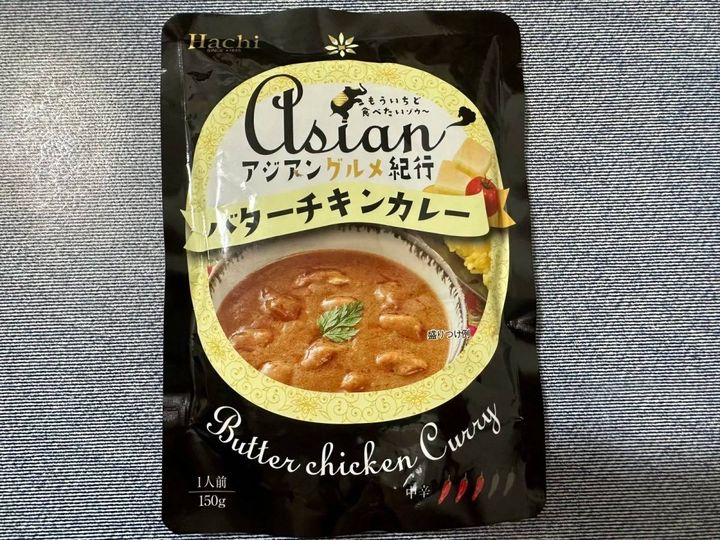 Hachi
SINCE 1845
もういちど
食べたいゾウ～
asian
アジアングルメ紀行
バターチキンカレー
盛りつけ例
Butter chicken Curry
1人前
150g
中辛